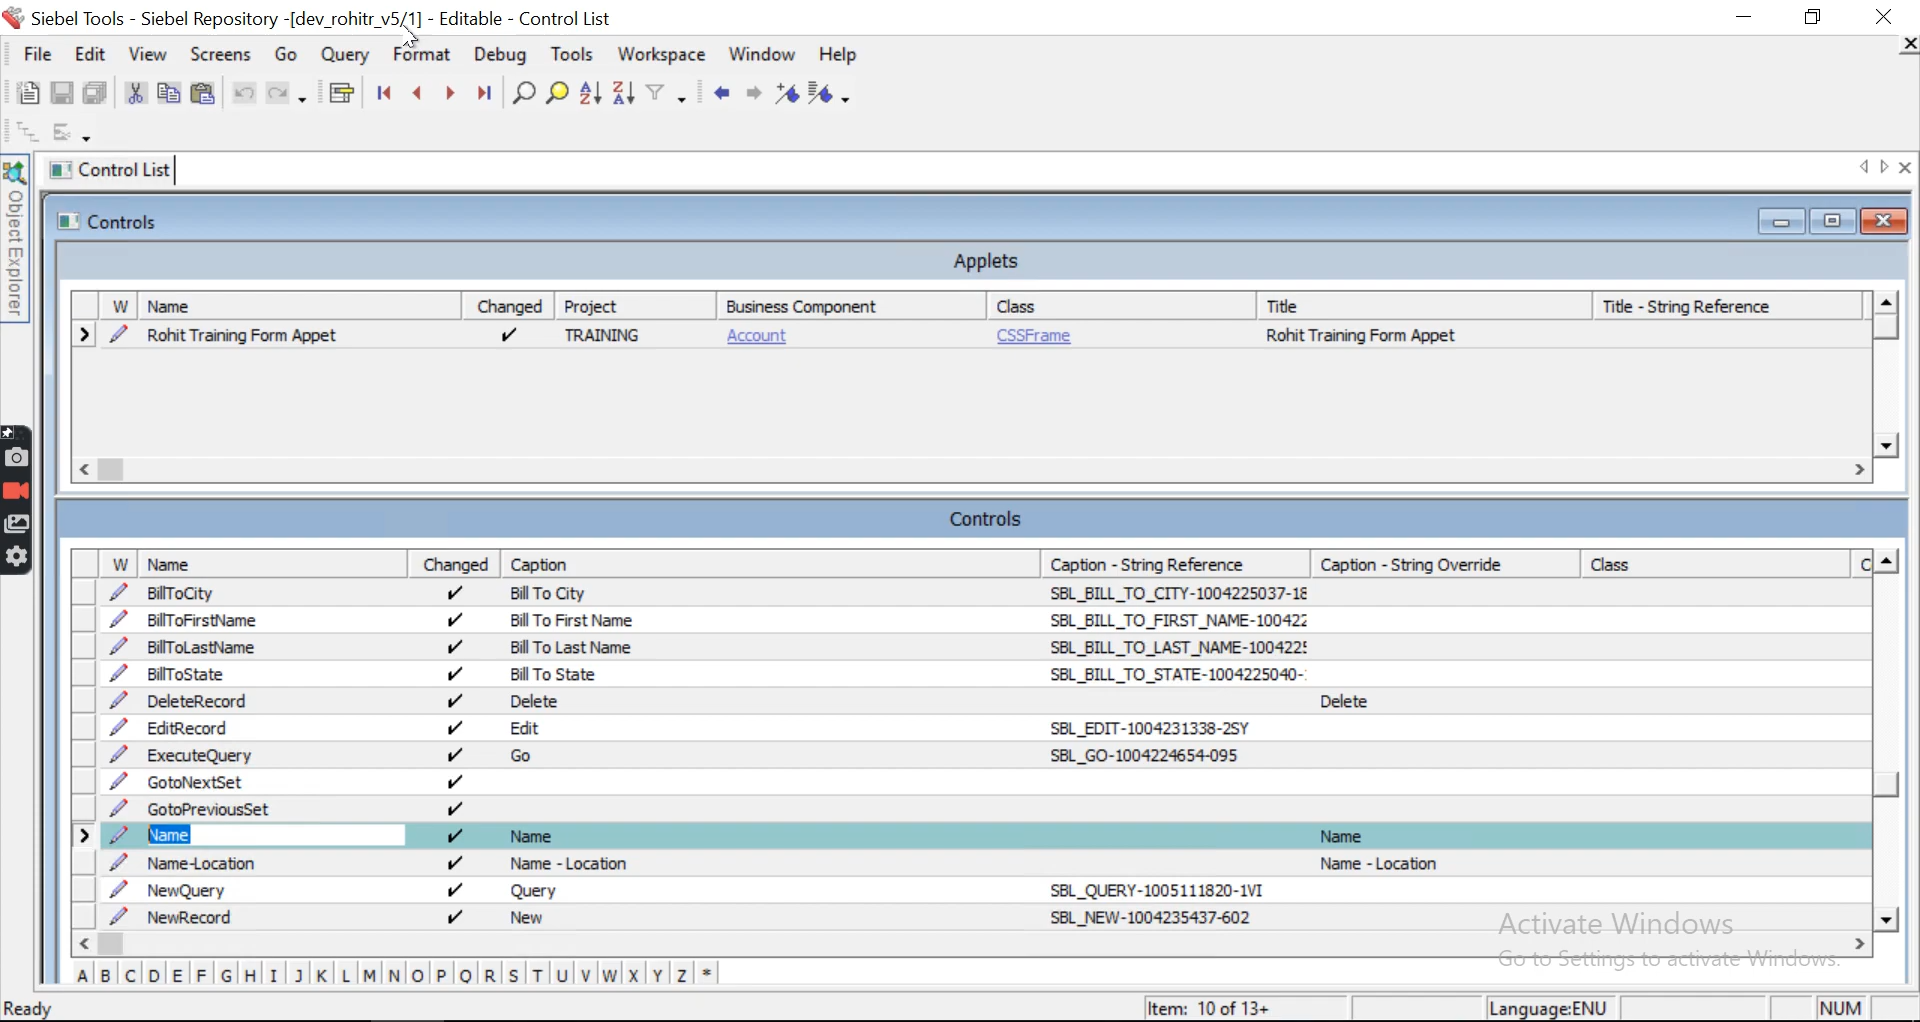 Siebel Tools - Siebel Repository -[dev_rohitr_v5/1] - Editable - Control List
File Edit View Screens Go Query Format Debug Tools Workspace Window Help
Control List
Object Explorer
Controls
Applets
W Name Changed Project Business Component Class Title Title - String Reference
Rohit Training Form Appet TRAINING Account CSSFrame Rohit Training Form Appet
Controls
W Name Changed Caption Caption - String Reference Caption - String Override Class C
BillToCity Bill To City SBL_BILL_TO_CITY-1004225037-18
BillToFirstName Bill To First Name SBL_BILL_TO_FIRST_NAME-100422
BillToLastName Bill To Last Name SBL_BILL_TO_LAST_NAME-1004225
BillToState Bill To State SBL_BILL_TO_STATE-1004225040-
DeleteRecord Delete Delete
EditRecord Edit SBL_EDIT-1004231338-2SY
ExecuteQuery Go SBL_GO-1004224654-095
GotoNextSet
GotoPreviousSet
Name Name Name
Name-Location Name - Location Name - Location
NewQuery Query SBL_QUERY-1005111820-1VI
NewRecord New SBL_NEW-1004235437-602
Activate Windows
Go to Settings to activate Windows.
A B C D E F G H I J K L M N O P Q R S T U V W X Y Z *
Ready Item: 10 of 13+ Language:ENU NUM